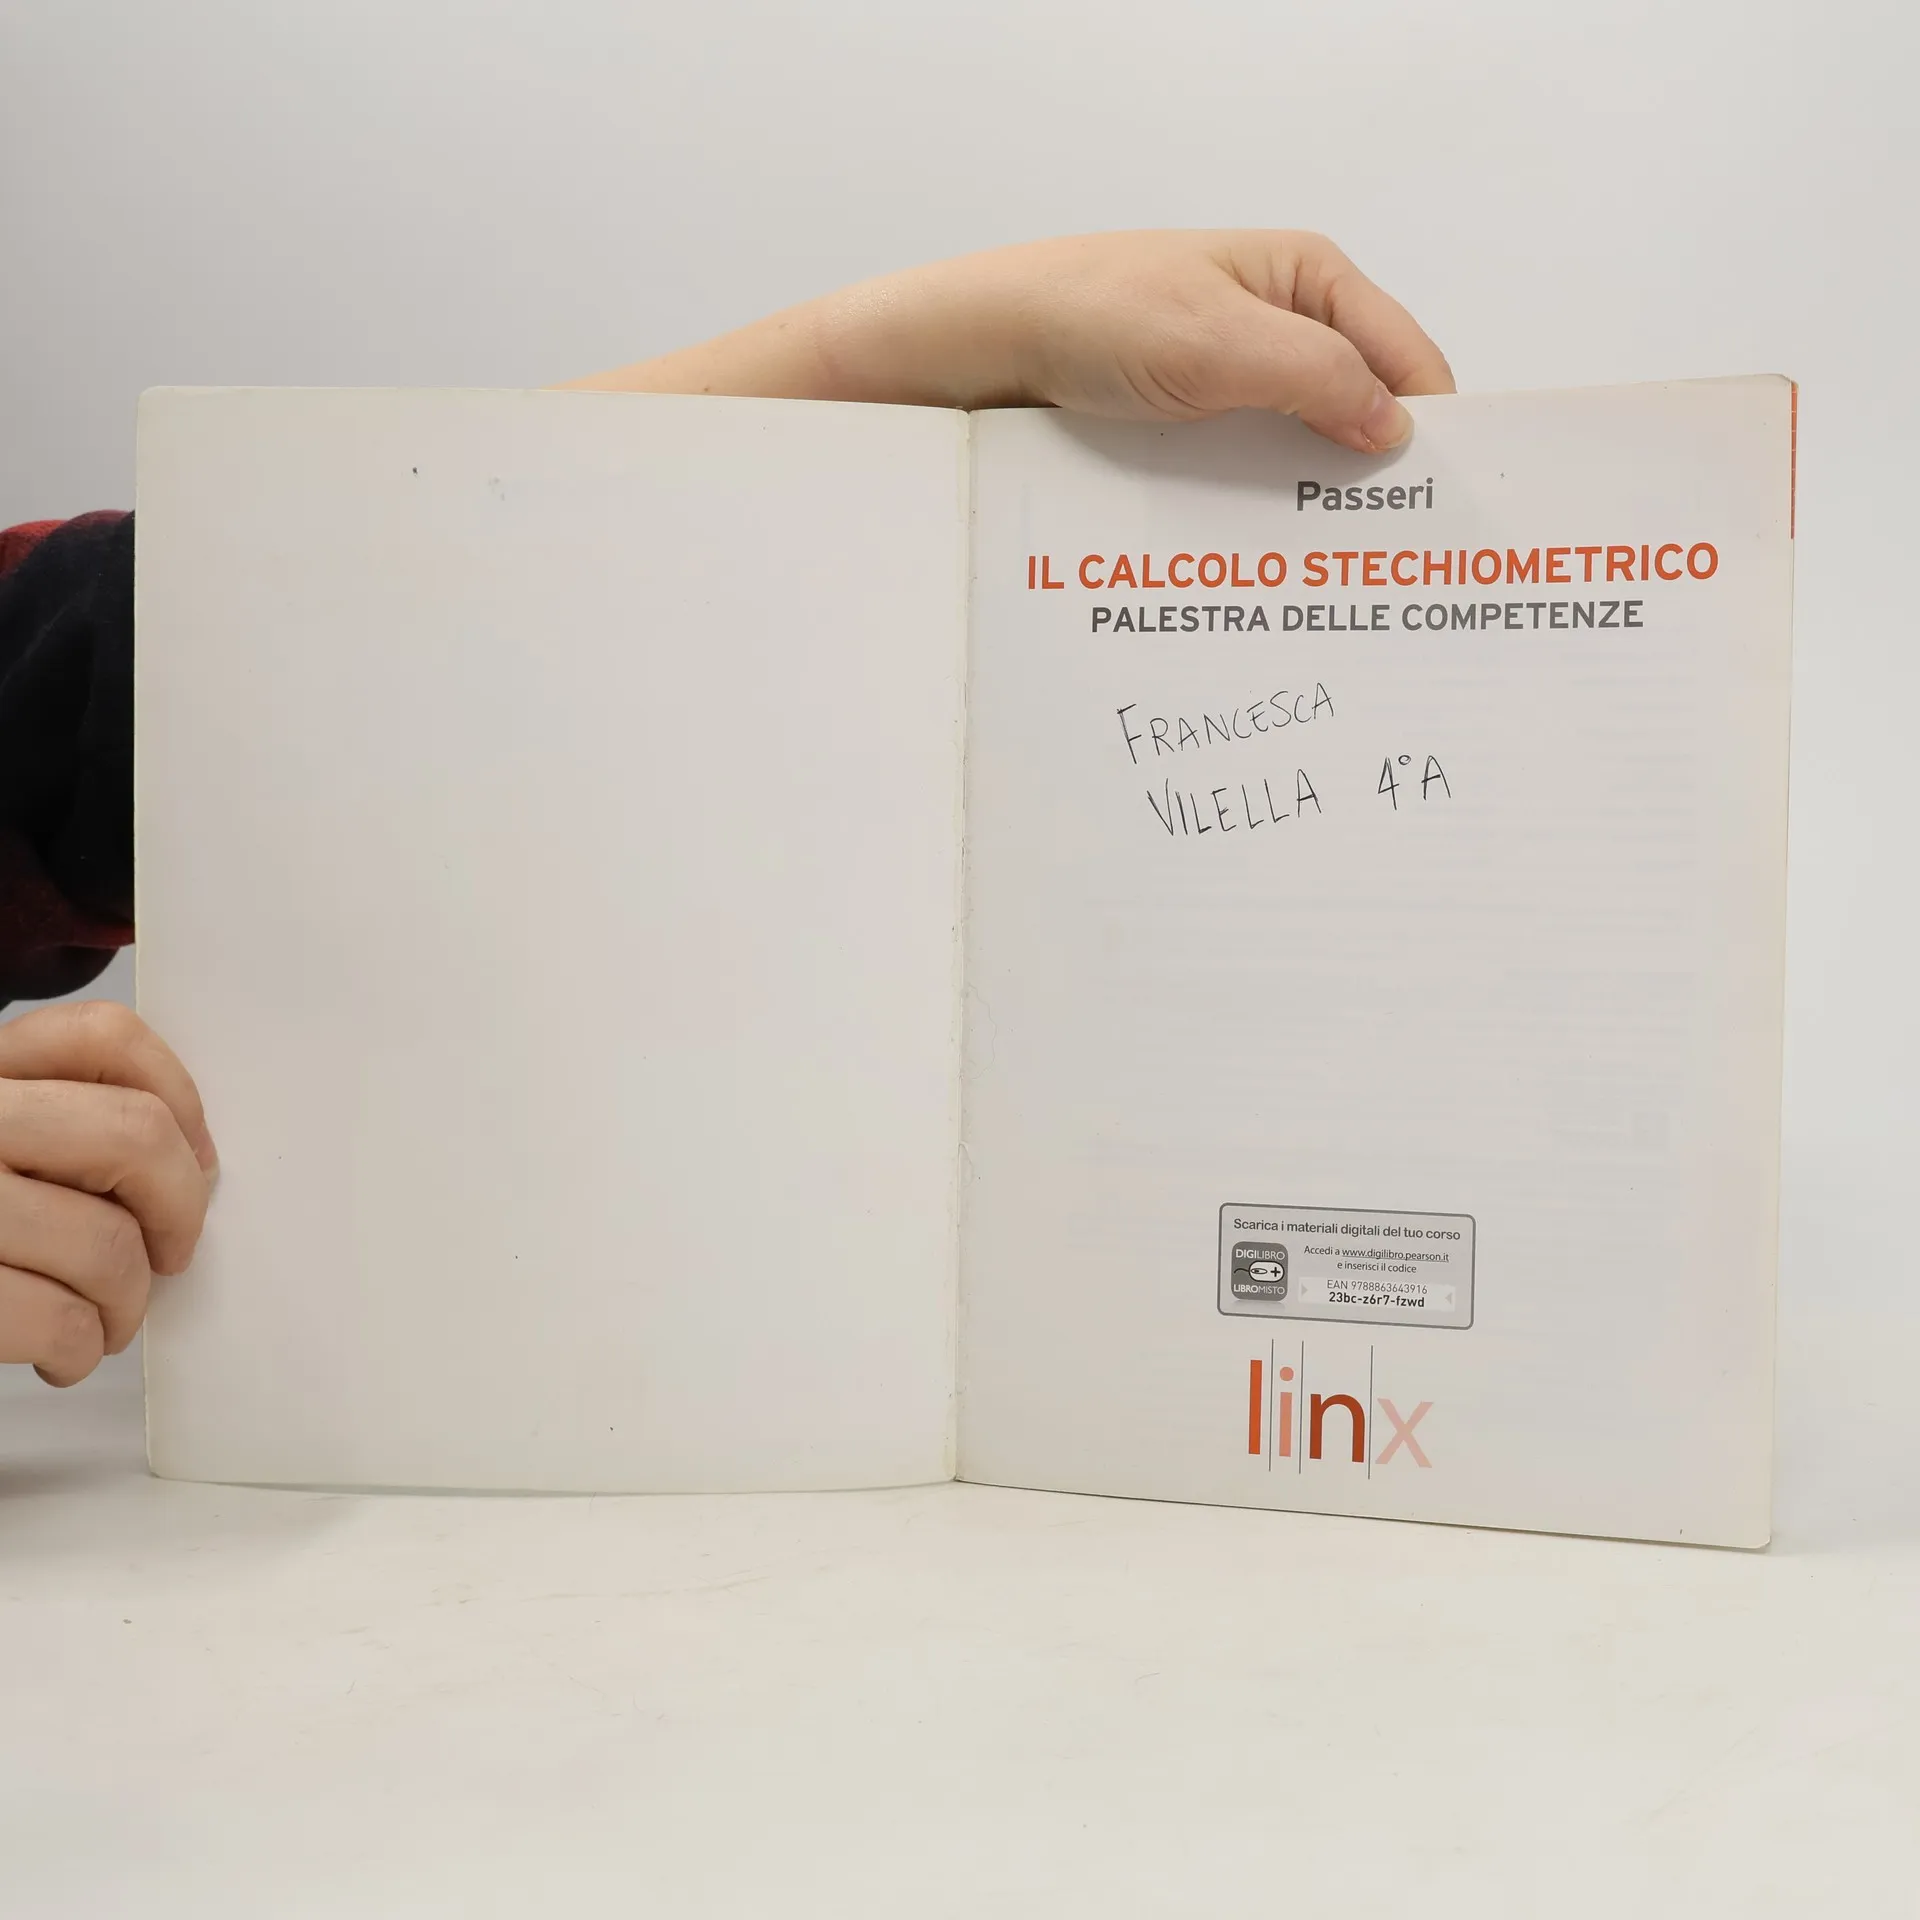 Passeri
IL CALCOLO STECHIOMETRICO
PALESTRA DELLE COMPETENZE
FRANCESCA
VILELLA 4°A
Scarica i materiali digitali del tuo corso
DIGILIBRO
LIBROMISTO
Accedi a www.digilibro.pearson.it
e inserisci il codice
EAN 9788863643916
23bc-z6r7-fzwd
linx